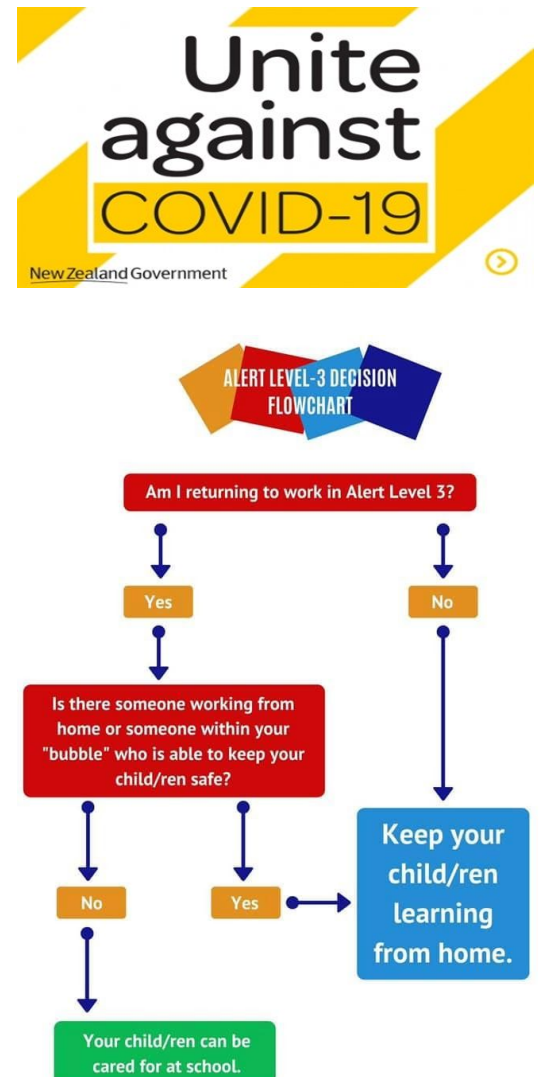 Unite
against
COVID-19
New Zealand Government
ALERT LEVEL-3 DECISION
FLOWCHART
Am I returning to work in Alert Level 3?
Yes
No
Is there someone working from
home or someone within your
"bubble" who is able to keep your
child/ren safe?
Keep your
child/ren
learning
from home.
No
Yes
Your child/ren can be
cared for at school.